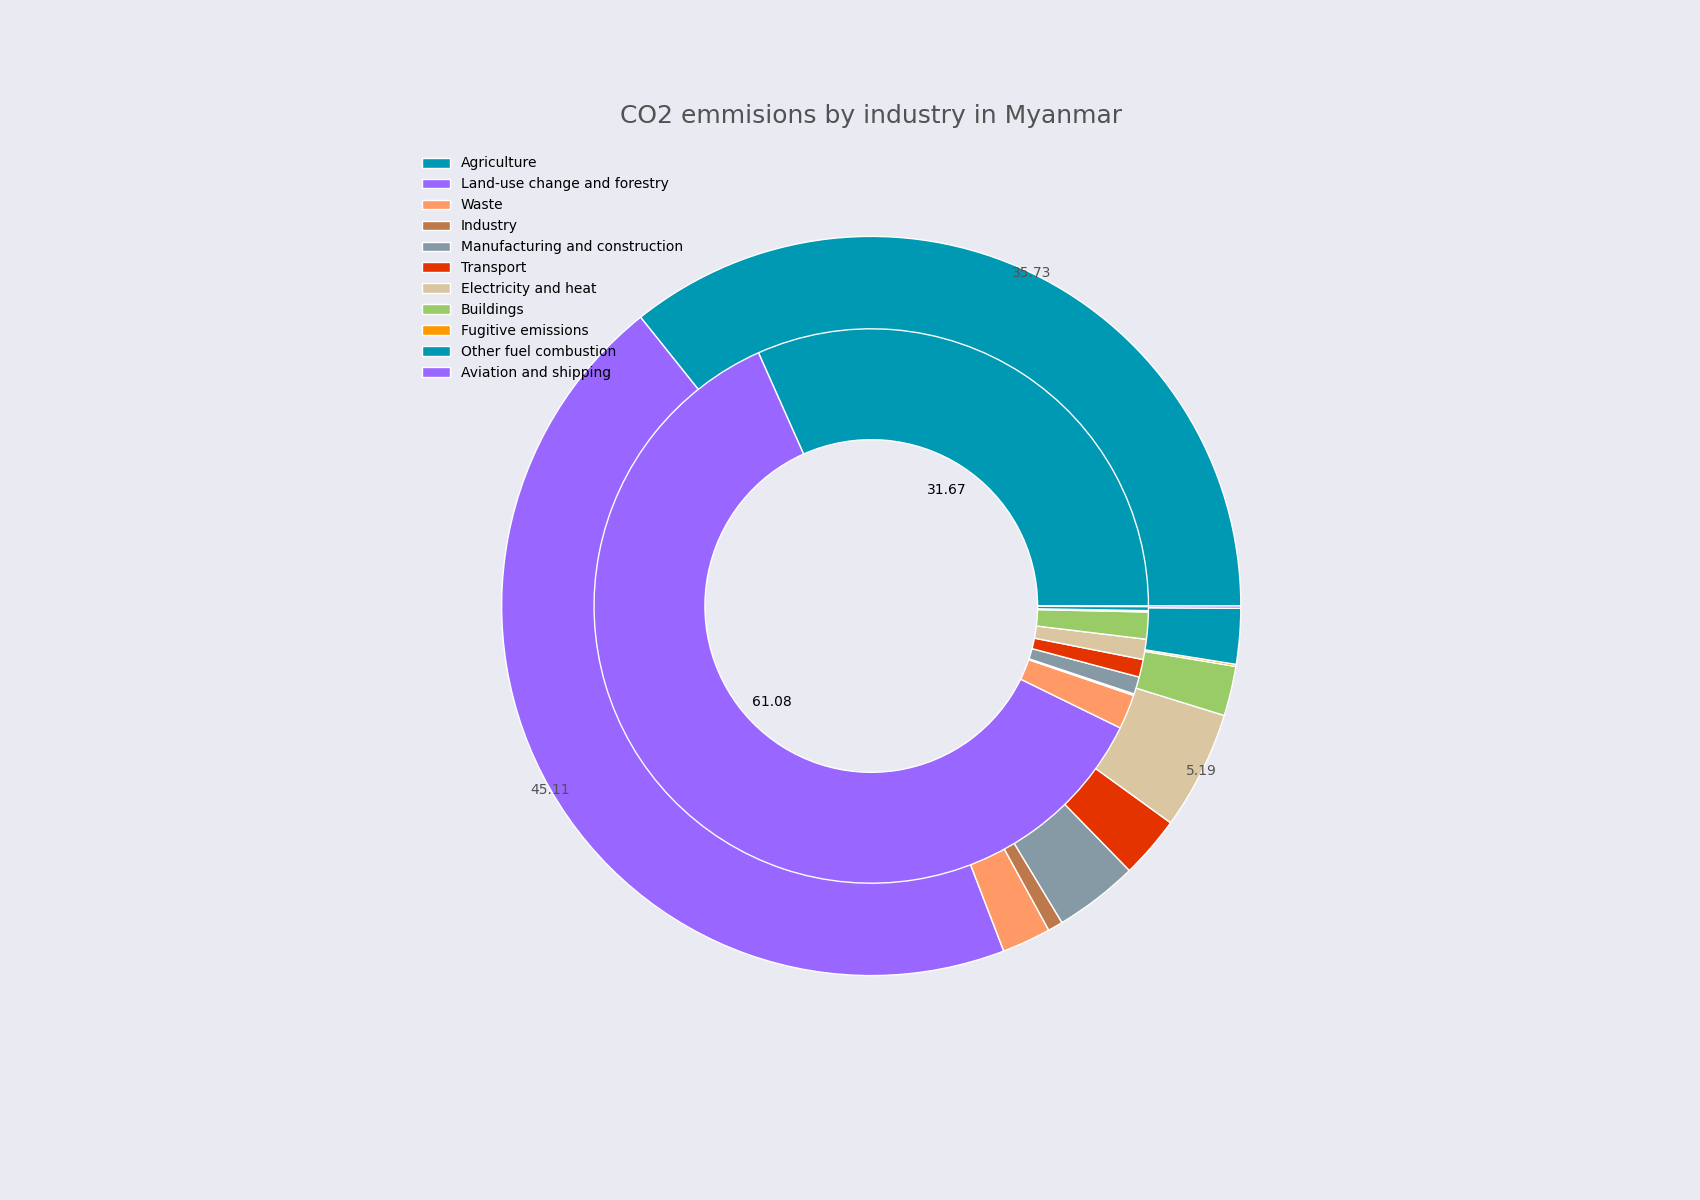 CO2 emmisions by industry in Myanmar
Agriculture
Land-use change and forestry
Waste
Industry
Manufacturing and construction
Transport
Electricity and heat
Buildings
Fugitive emissions
Other fuel combustion
Aviation and shipping
35.73
31.67
61.08
5.19
45.11